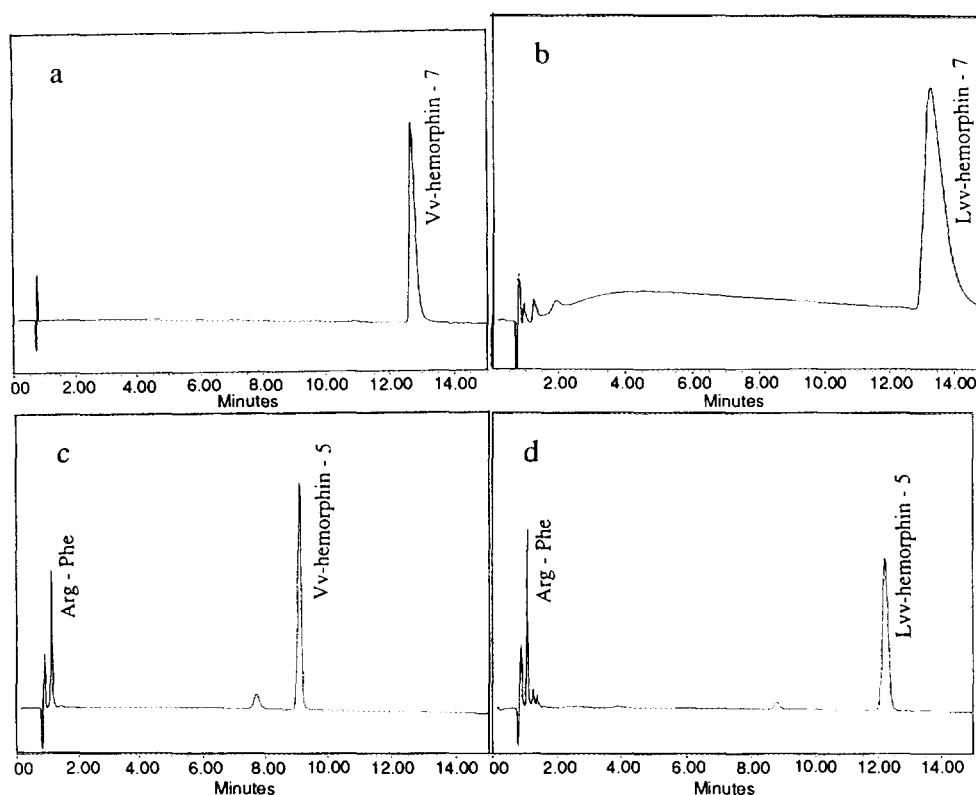 a
Vv-hemorphin - 7
00 2.00 4.00 6.00 8.00 10.00 12.00 14.00
Minutes
b
Lvv-hemorphin - 7
2.00 4.00 6.00 8.00 10.00 12.00 14.00
Minutes
c
Arg - Phe
Vv-hemorphin - 5
00 2.00 4.00 6.00 8.00 10.00 12.00 14.00
Minutes
d
Arg - Phe
Lvv-hemorphin - 5
00 2.00 4.00 6.00 8.00 10.00 12.00 14.00
Minutes